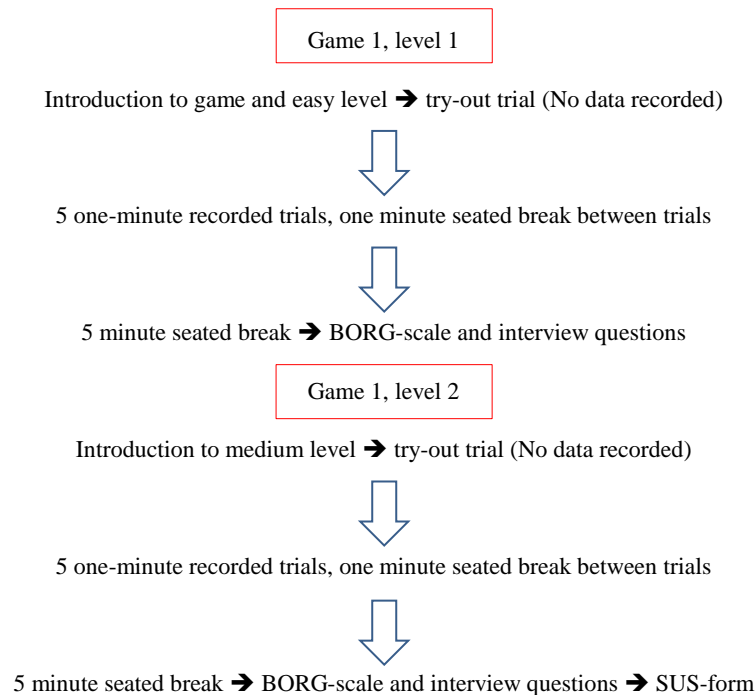 Game 1, level 1
Introduction to game and easy level ➔ try-out trial (No data recorded)
5 one-minute recorded trials, one minute seated break between trials
5 minute seated break ➔ BORG-scale and interview questions
Game 1, level 2
Introduction to medium level ➔ try-out trial (No data recorded)
5 one-minute recorded trials, one minute seated break between trials
5 minute seated break ➔ BORG-scale and interview questions ➔ SUS-form